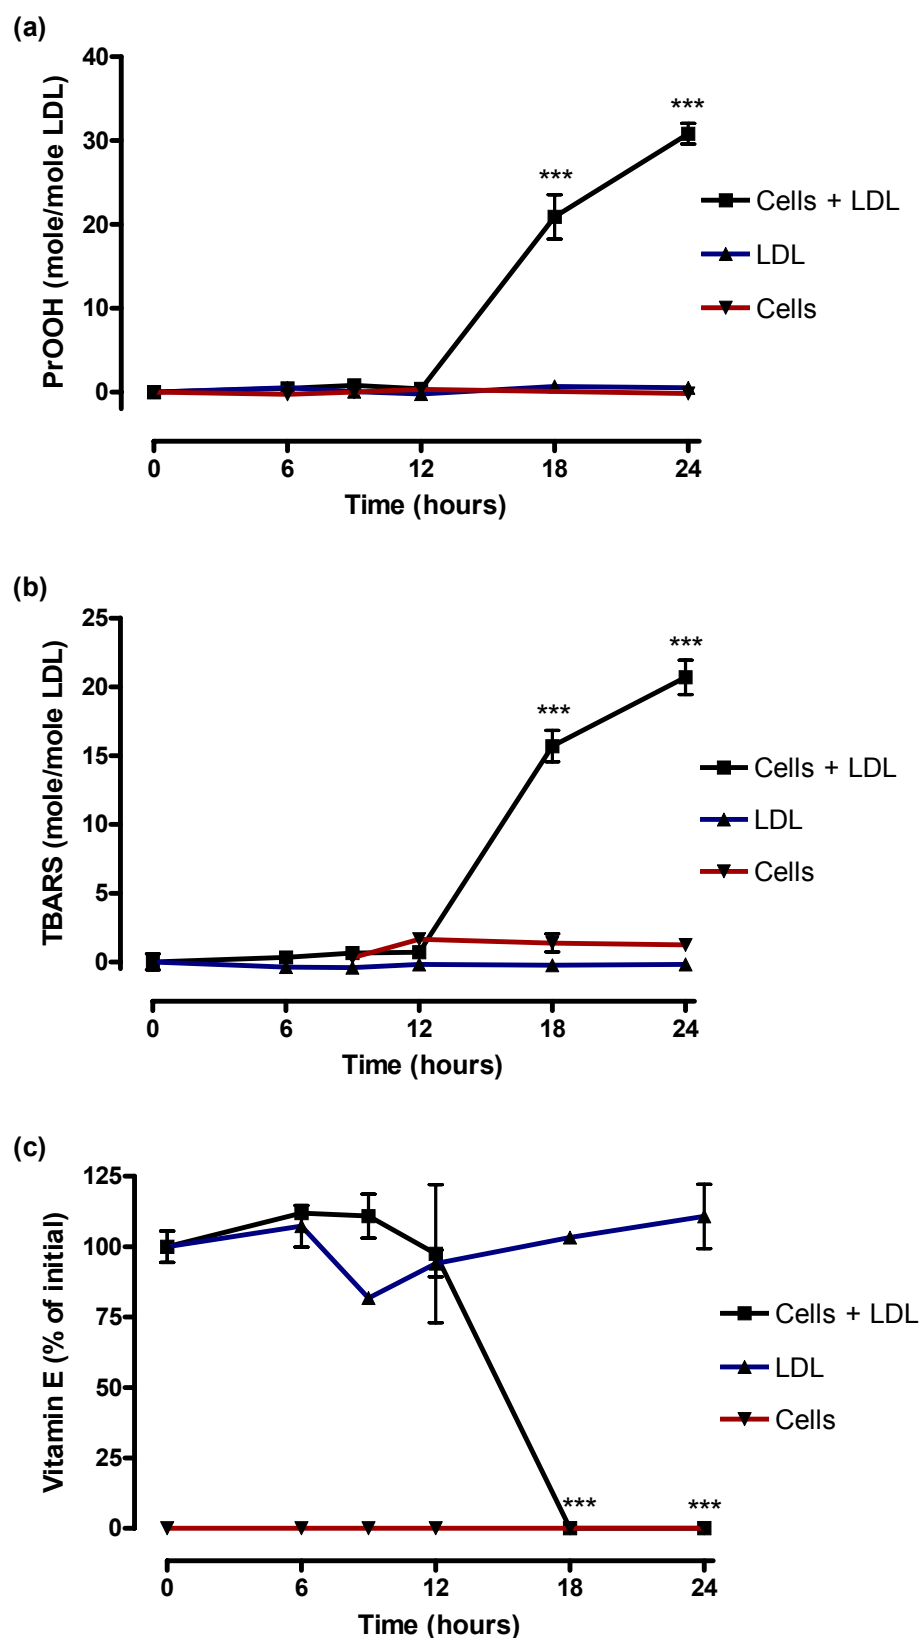 (a)
PrOOH (mole/mole LDL)
40
30
20
10
0
***
***
Cells + LDL
LDL
Cells
0 6 12 18 24
Time (hours)
(b)
TBARS (mole/mole LDL)
25
20
15
10
5
0
***
***
Cells + LDL
LDL
Cells
0 6 12 18 24
Time (hours)
(c)
Vitamin E (% of initial)
125
100
75
50
25
0
***
***
Cells + LDL
LDL
Cells
0 6 12 18 24
Time (hours)